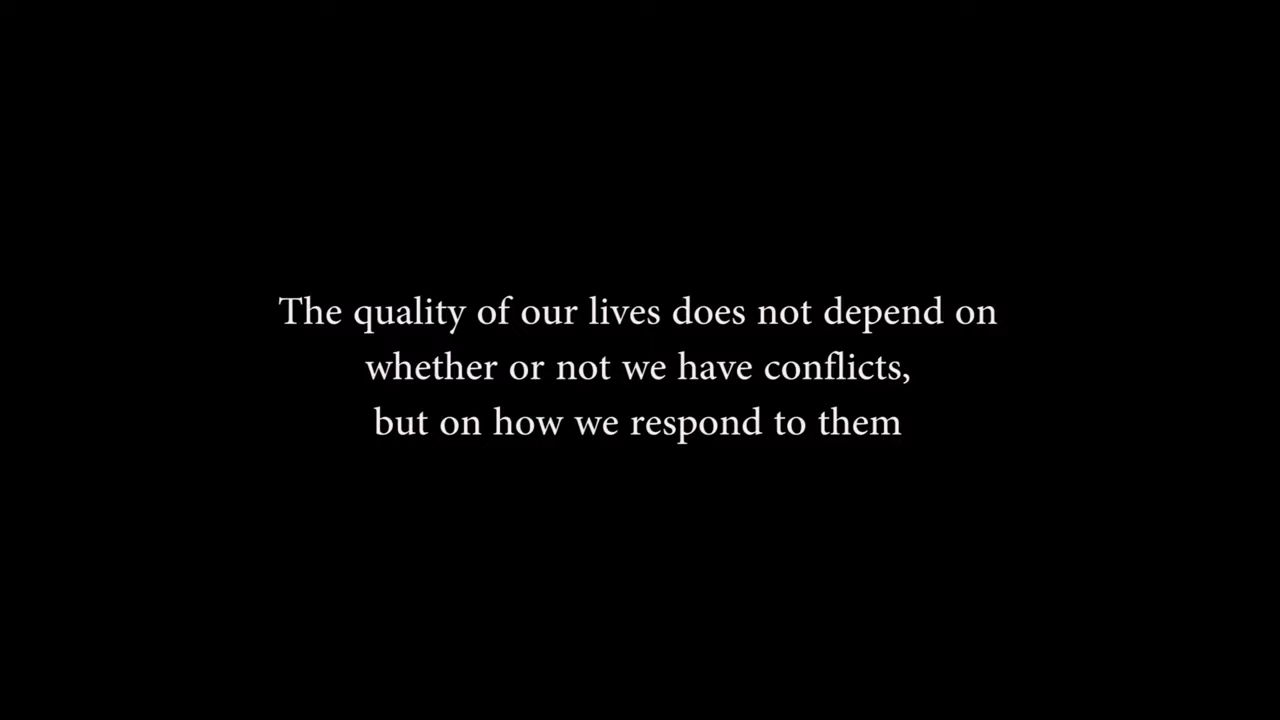 The quality of our lives does not depend on
whether or not we have conflicts,
but on how we respond to them